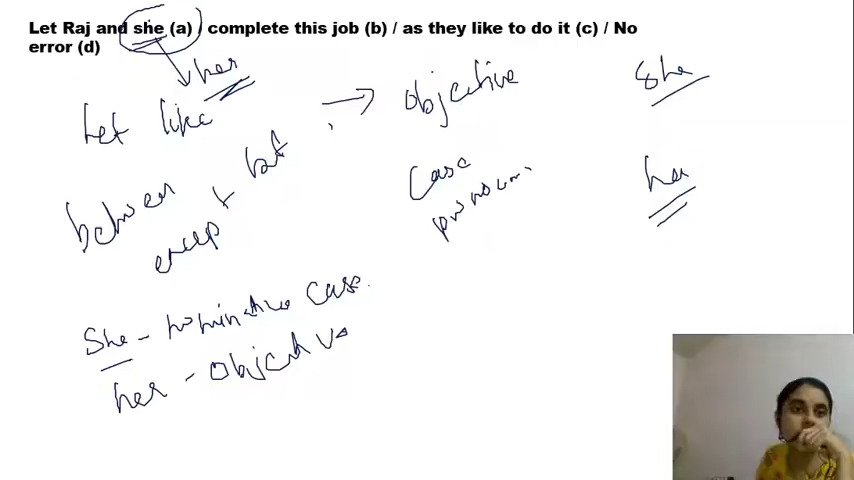 Let Raj and she (a) / complete this job (b) / as they like to do it (c) / No
error (d)
her
Let like → objective she
between except but case her
pronoun
She - nominative case.
her - objective